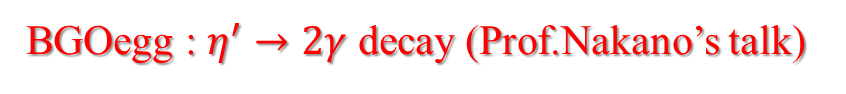 BGOegg : η′ → 2γ decay (Prof.Nakano's talk)